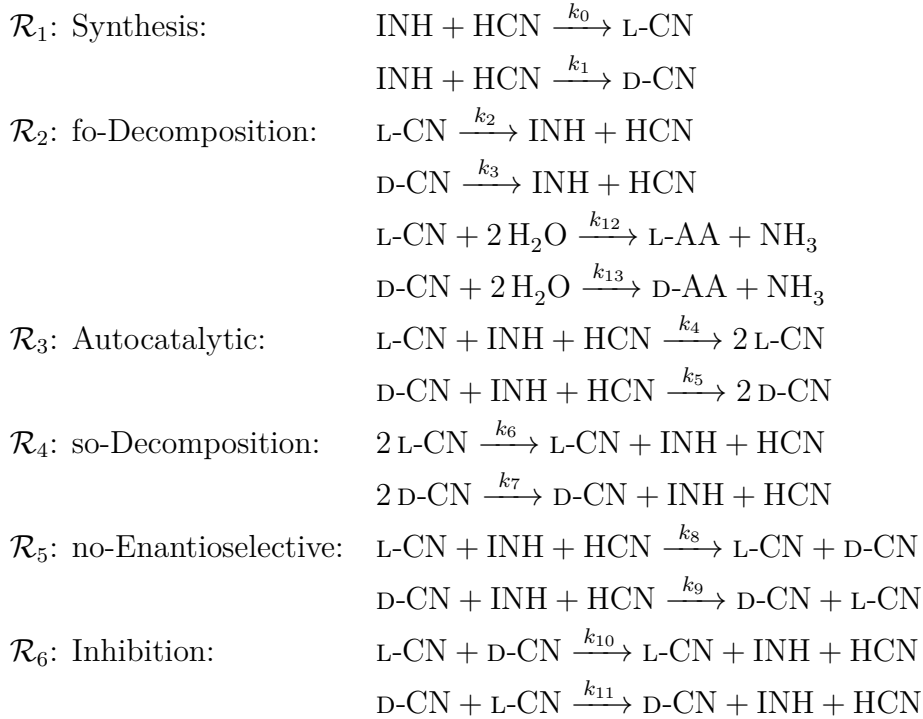 R₁: Synthesis: INH + HCN –k₀→ L-CN
INH + HCN –k₁→ D-CN
R₂: fo-Decomposition: L-CN –k₂→ INH + HCN
D-CN –k₃→ INH + HCN
L-CN + 2 H₂O –k₁₂→ L-AA + NH₃
D-CN + 2 H₂O –k₁₃→ D-AA + NH₃
R₃: Autocatalytic: L-CN + INH + HCN –k₄→ 2 L-CN
D-CN + INH + HCN –k₅→ 2 D-CN
R₄: so-Decomposition: 2 L-CN –k₆→ L-CN + INH + HCN
2 D-CN –k₇→ D-CN + INH + HCN
R₅: no-Enantioselective: L-CN + INH + HCN –k₈→ L-CN + D-CN
D-CN + INH + HCN –k₉→ D-CN + L-CN
R₆: Inhibition: L-CN + D-CN –k₁₀→ L-CN + INH + HCN
D-CN + L-CN –k₁₁→ D-CN + INH + HCN